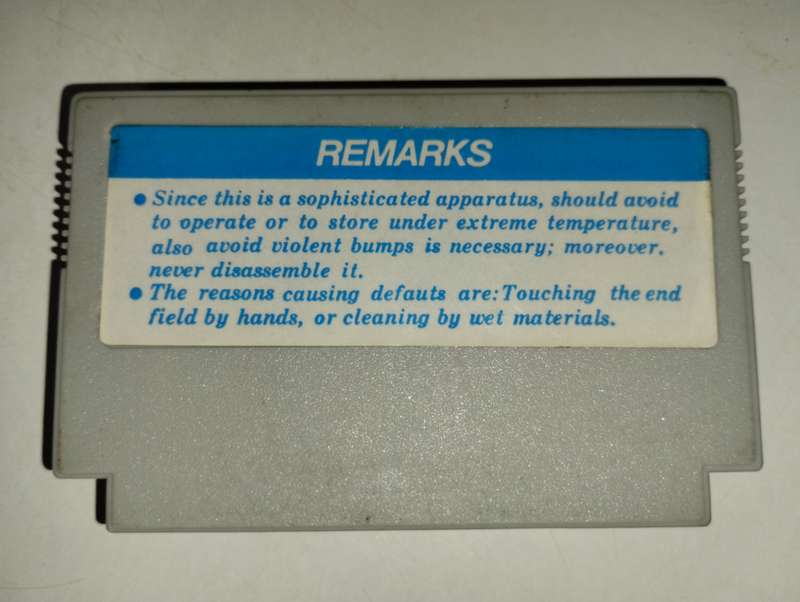 REMARKS
● Since this is a sophisticated apparatus, should avoid
to operate or to store under extreme temperature,
also avoid violent bumps is necessary; moreover.
never disassemble it.
● The reasons causing defauts are: Touching the end
field by hands, or cleaning by wet materials.